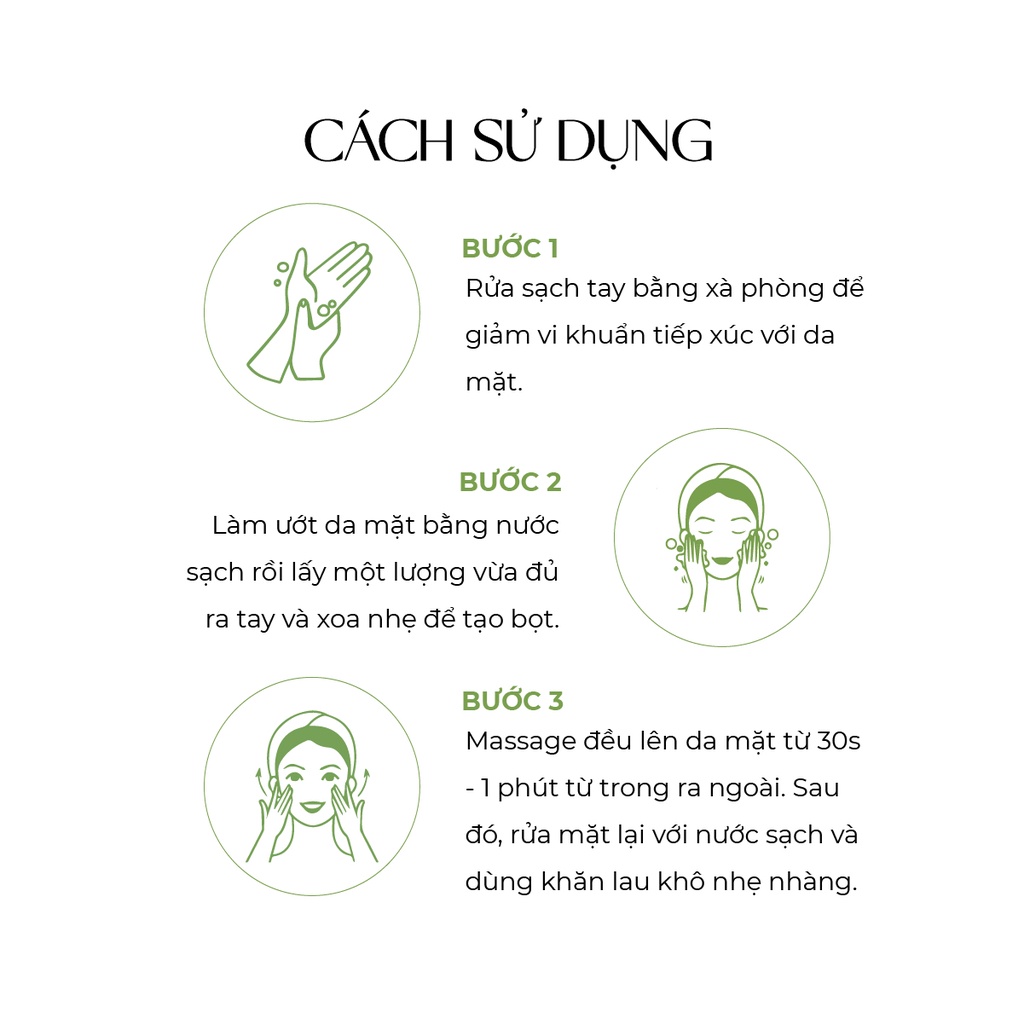 CÁCH SỬ DỤNG
BƯỚC 1
Rửa sạch tay bằng xà phòng để
giảm vi khuẩn tiếp xúc với da
mặt.
BƯỚC 2
Làm ướt da mặt bằng nước
sạch rồi lấy một lượng vừa đủ
ra tay và xoa nhẹ để tạo bọt.
BƯỚC 3
Massage đều lên da mặt từ 30s
- 1 phút từ trong ra ngoài. Sau
đó, rửa mặt lại với nước sạch và
dùng khăn lau khô nhẹ nhàng.